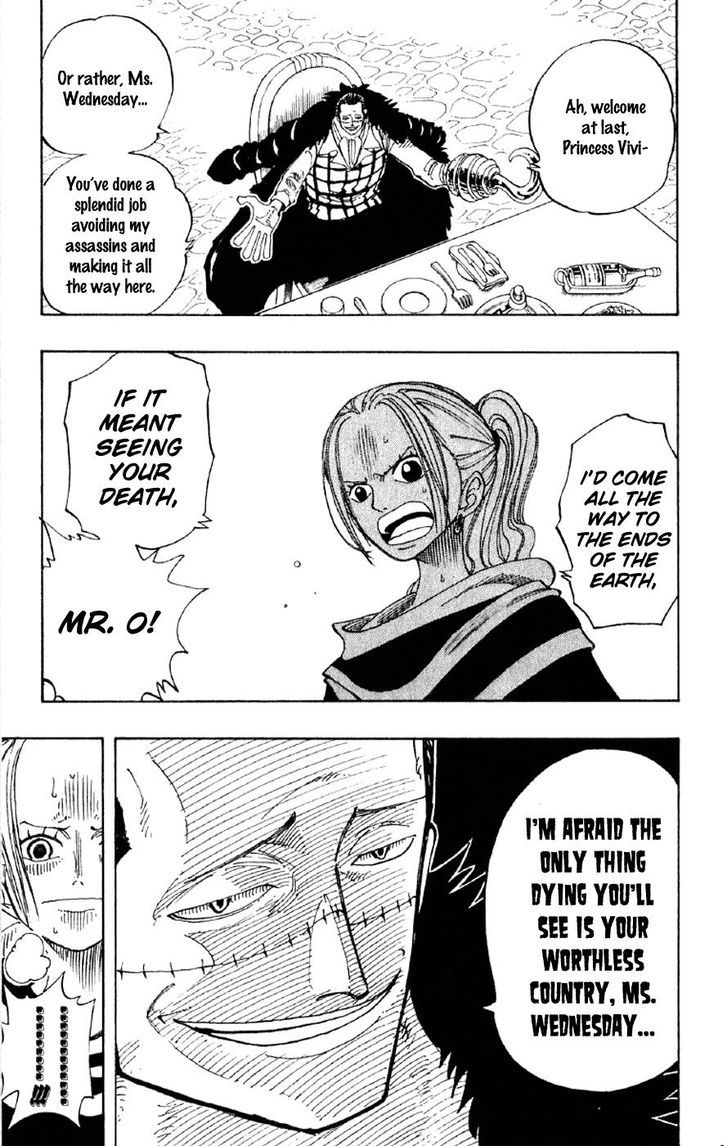 Ah, welcome
at last,
Princess Vivi-
Or rather, Ms.
Wednesday...
You've done a
splendid job
avoiding my
assassins and
making it all
the way here.
I'D COME
ALL THE
WAY TO
THE ENDS
OF THE
EARTH,
IF IT
MEANT
SEEING
YOUR
DEATH,
MR. 0!
I'M AFRAID THE
ONLY THING
DYING YOU'LL
SEE IS YOUR
WORTHLESS
COUNTRY, MS.
WEDNESDAY...